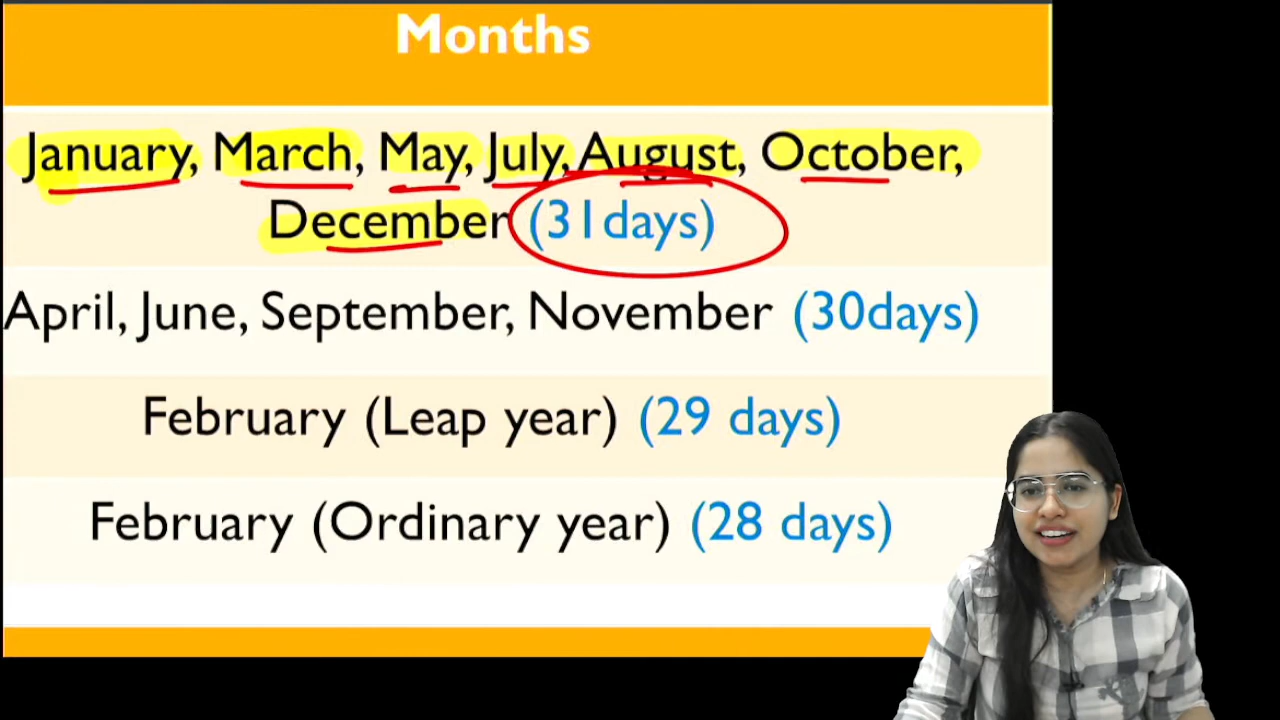 Months
January, March, May, July, August, October,
December (31days)
April, June, September, November (30days)
February (Leap year) (29 days)
February (Ordinary year) (28 days)